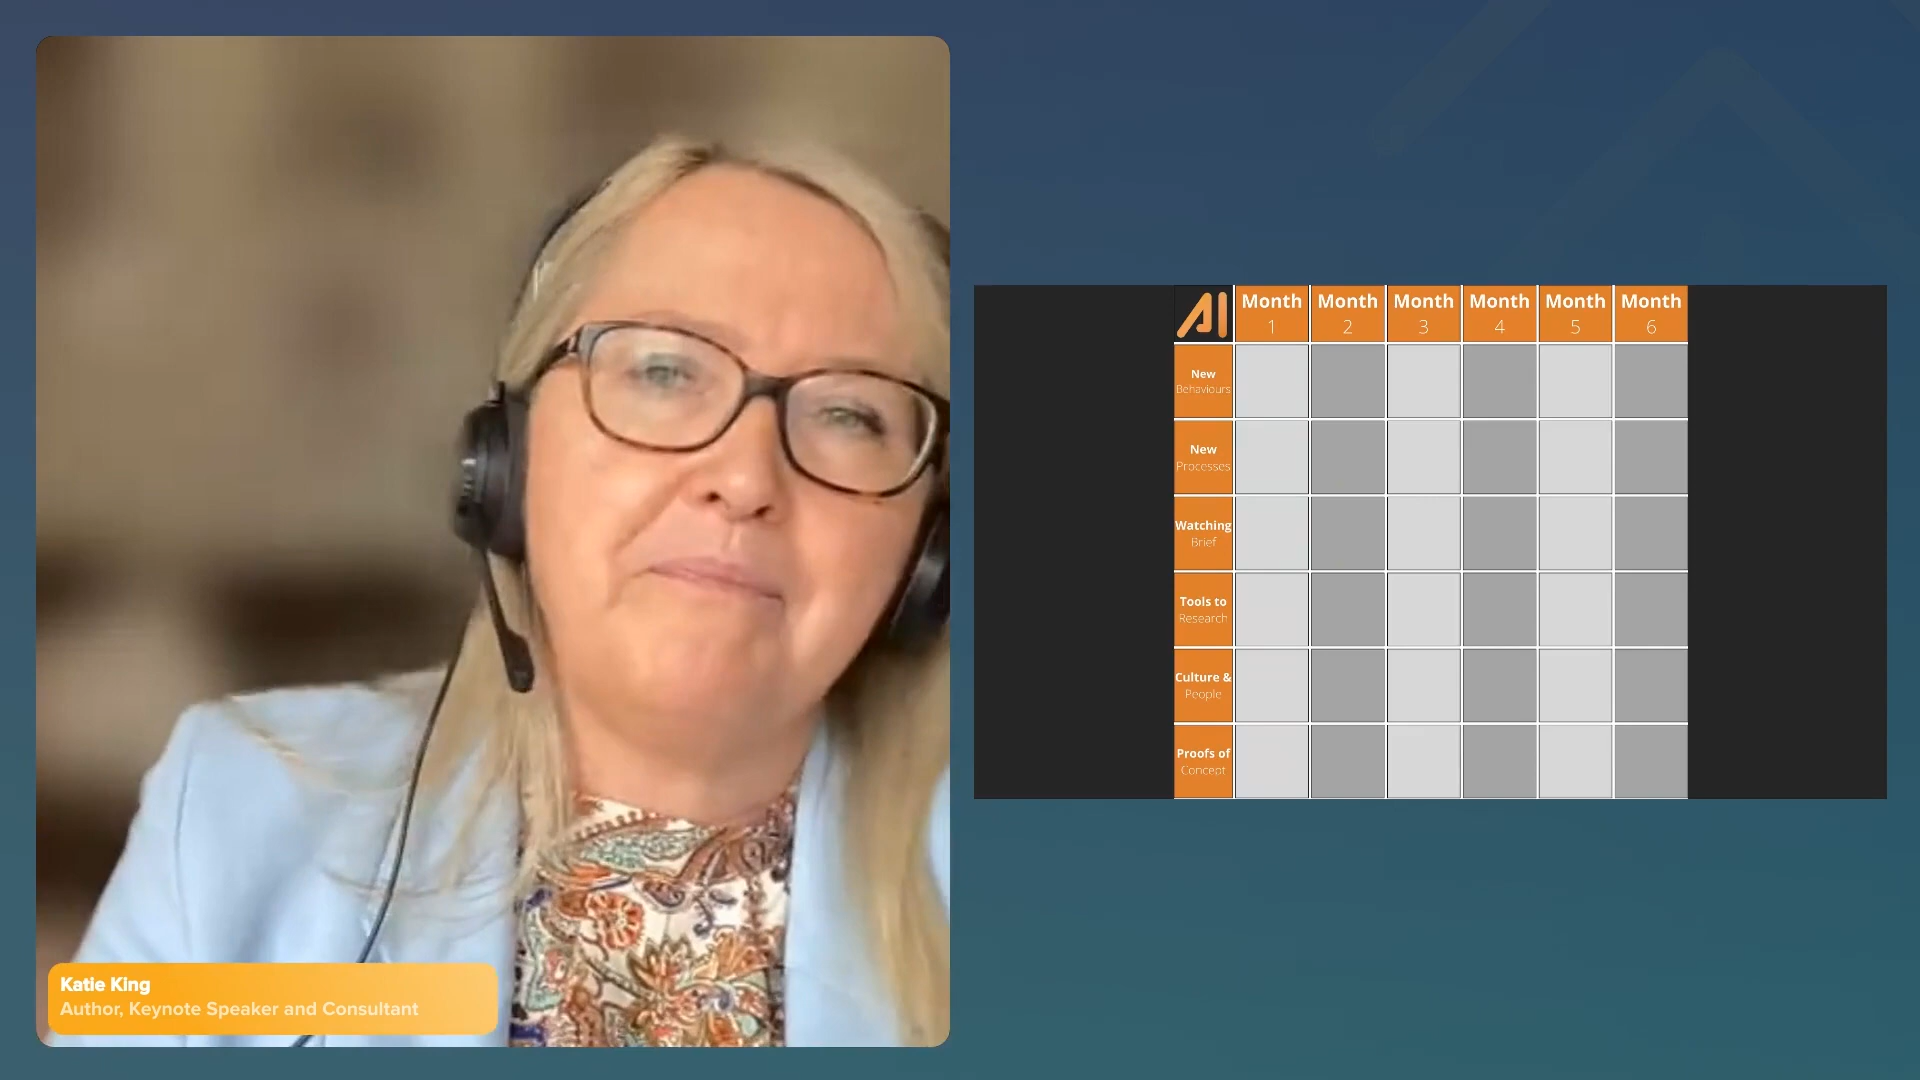 Katie King
Author, Keynote Speaker and Consultant
AI
Month
1
Month
2
Month
3
Month
4
Month
5
Month
6
New
Behaviours
New
Processes
Watching
Brief
Tools to
Research
Culture &
People
Proofs of
Concept